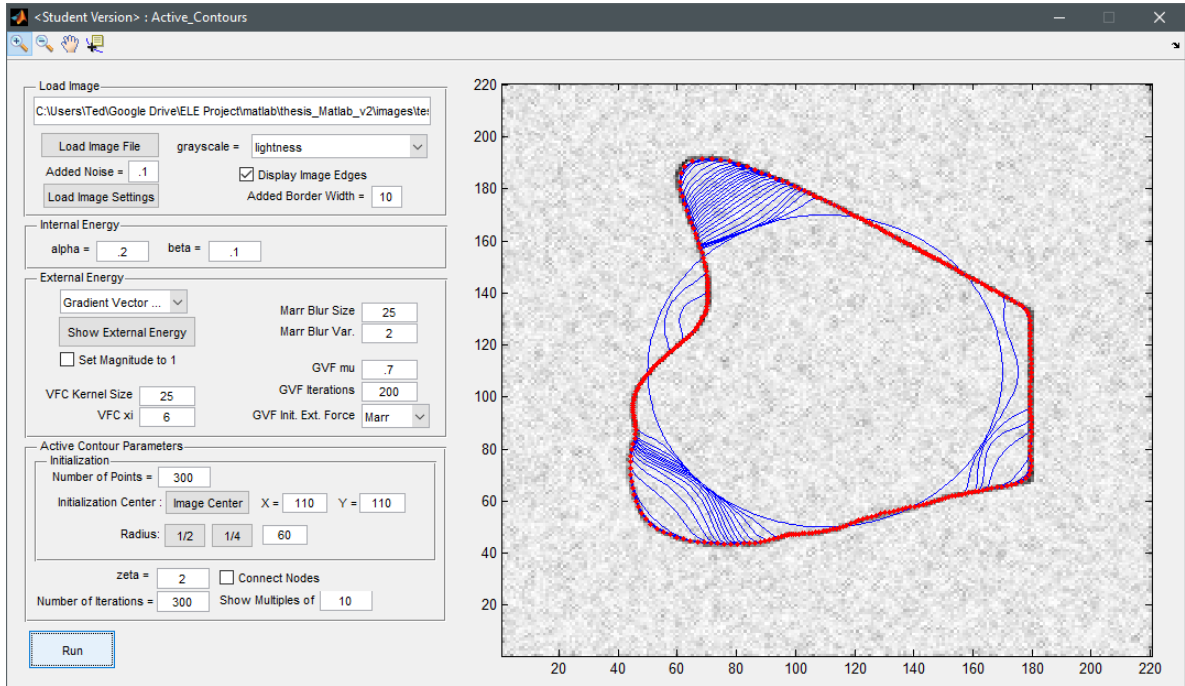 <Student Version> : Active_Contours
Load Image
C:\Users\Ted\Google Drive\ELE Project\matlab\thesis_Matlab_v2\images\tes
Load Image File grayscale = lightness
Added Noise = .1 Display Image Edges
Load Image Settings Added Border Width = 10
Internal Energy
alpha = .2 beta = .1
External Energy
Gradient Vector ... Marr Blur Size 25
Show External Energy Marr Blur Var. 2
Set Magnitude to 1 GVF mu .7
VFC Kernel Size 25 GVF Iterations 200
VFC xi 6 GVF Init. Ext. Force Marr
Active Contour Parameters
Initialization
Number of Points = 300
Initialization Center : Image Center X = 110 Y = 110
Radius: 1/2 1/4 60
zeta = 2 Connect Nodes
Number of Iterations = 300 Show Multiples of 10
Run
220
200
180
160
140
120
100
80
60
40
20
20 40 60 80 100 120 140 160 180 200 220